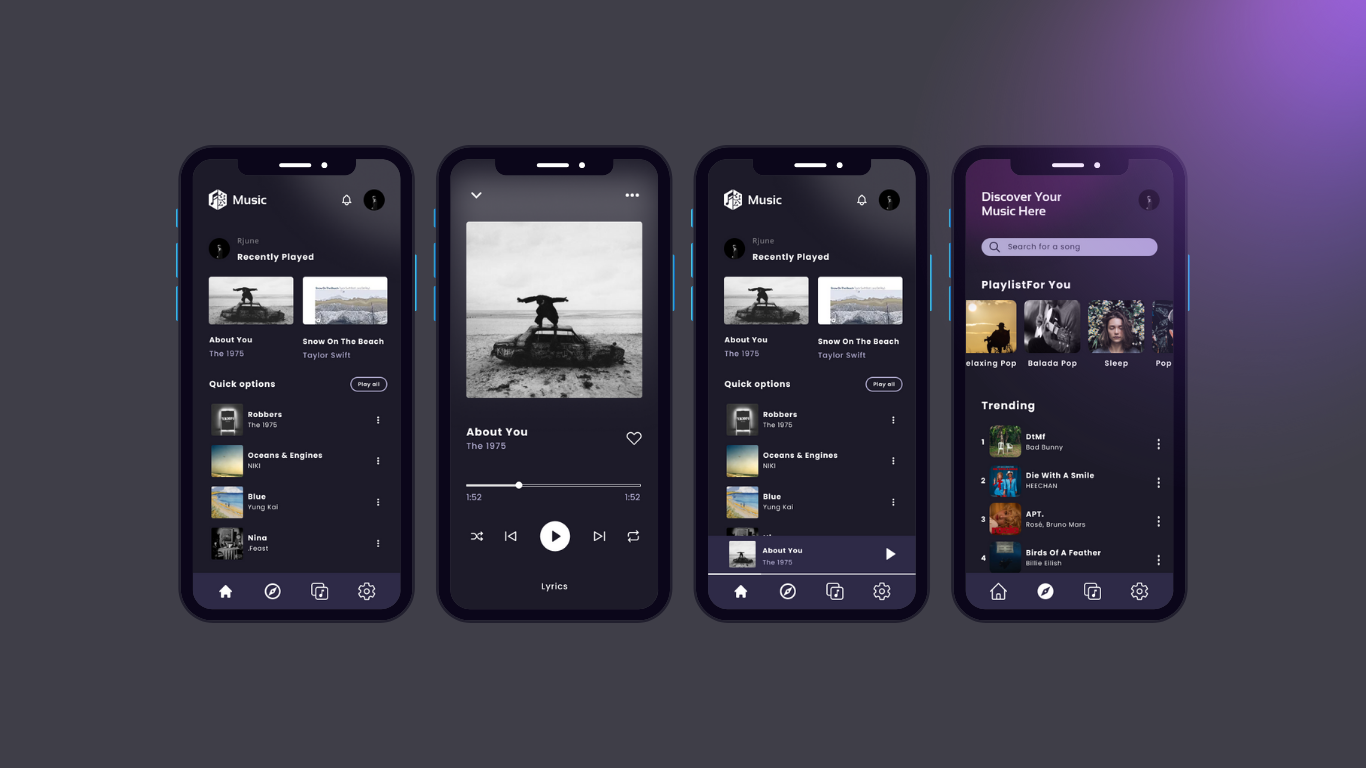 Music
Rjune
Recently Played
About You
The 1975
Snow On The Beach
Taylor Swift
Quick options
Play all
Robbers
The 1975
Oceans & Engines
NIKI
Blue
Yung Kai
Nina
.Feast
About You
The 1975
1:52
1:52
Lyrics
Music
Rjune
Recently Played
About You
The 1975
Snow On The Beach
Taylor Swift
Quick options
Play all
Robbers
The 1975
Oceans & Engines
NIKI
Blue
Yung Kai
About You
The 1975
Discover Your
Music Here
Search for a song
PlaylistFor You
elaxing Pop
Balada Pop
Sleep
Pop
Trending
1
DtMf
Bad Bunny
2
Die With A Smile
HEECHAN
3
APT.
Rosé, Bruno Mars
4
Birds Of A Feather
Billie Eilish